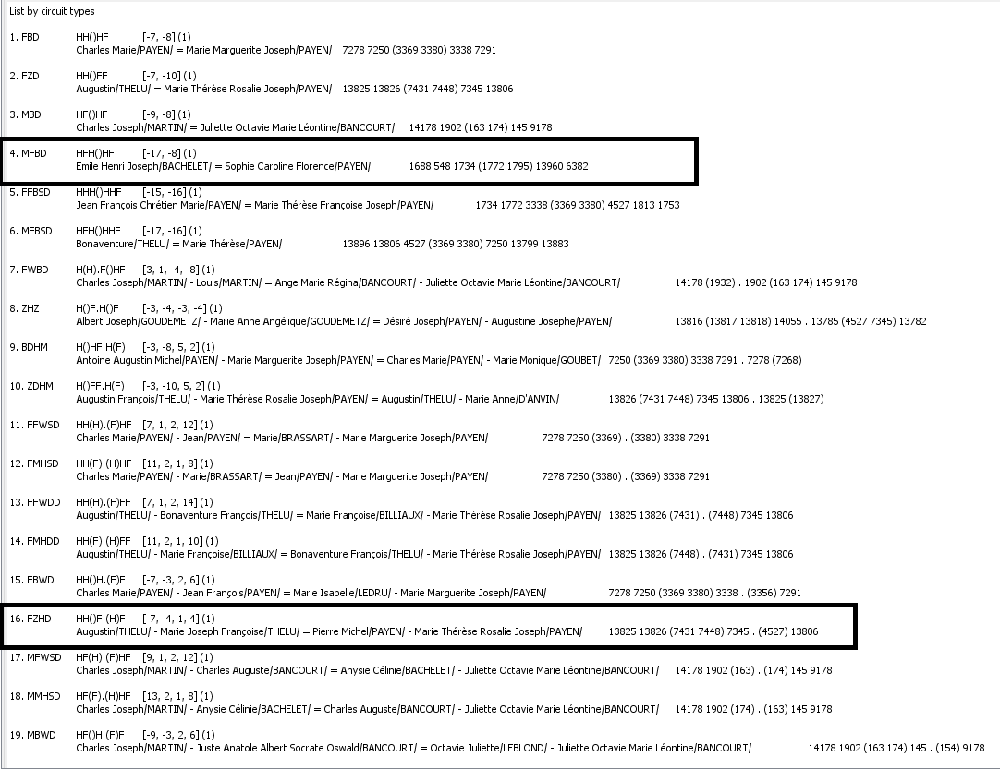 List by circuit types
1. FBD HH()HF [-7, -8] (1)
Charles Marie/PAYEN/ = Marie Marguerite Joseph/PAYEN/ 7278 7250 (3369 3380) 3338 7291
2. FZD HH()FF [-7, -10] (1)
Augustin/THELU/ = Marie Thérèse Rosalie Joseph/PAYEN/ 13825 13826 (7431 7448) 7345 13806
3. MBD HF()HF [-9, -8] (1)
Charles Joseph/MARTIN/ = Juliette Octavie Marie Léontine/BANCOURT/ 14178 1902 (163 174) 145 9178
4. MFBD HFH()HF [-17, -8] (1)
Emile Henri Joseph/BACHELET/ = Sophie Caroline Florence/PAYEN/ 1688 548 1734 (1772 1795) 13960 6382
5. FFBSD HHH()HHF [-15, -16] (1)
Jean François Chrétien Marie/PAYEN/ = Marie Thérèse Françoise Joseph/PAYEN/ 1734 1772 3338 (3369 3380) 4527 1813 1753
6. MFBSD HFH()HHF [-17, -16] (1)
Bonaventure/THELU/ = Marie Thérèse/PAYEN/ 13896 13806 4527 (3369 3380) 7250 13799 13883
7. FWBD H(H).F()HF [3, 1, -4, -8] (1)
Charles Joseph/MARTIN/ - Louis/MARTIN/ = Ange Marie Régina/BANCOURT/ - Juliette Octavie Marie Léontine/BANCOURT/ 14178 (1932) . 1902 (163 174) 145 9178
8. ZHZ H()F.H()F [-3, -4, -3, -4] (1)
Albert Joseph/GOUDEMETZ/ - Marie Anne Angélique/GOUDEMETZ/ = Désiré Joseph/PAYEN/ - Augustine Josephe/PAYEN/ 13816 (13817 13818) 14055 . 13785 (4527 7345) 13782
9. BDHM H()HF.H(F) [-3, -8, 5, 2] (1)
Antoine Augustin Michel/PAYEN/ - Marie Marguerite Joseph/PAYEN/ = Charles Marie/PAYEN/ - Marie Monique/GOUBET/ 7250 (3369 3380) 3338 7291 . 7278 (7268)
10. ZDHM H()FF.H(F) [-3, -10, 5, 2] (1)
Augustin François/THELU/ - Marie Thérèse Rosalie Joseph/PAYEN/ = Augustin/THELU/ - Marie Anne/D'ANVIN/ 13826 (7431 7448) 7345 13806 . 13825 (13827)
11. FFWSD HH(H).(F)HF [7, 1, 2, 12] (1)
Charles Marie/PAYEN/ - Jean/PAYEN/ = Marie/BRASSART/ - Marie Marguerite Joseph/PAYEN/ 7278 7250 (3369) . (3380) 3338 7291
12. FMHSD HH(F).(H)HF [11, 2, 1, 8] (1)
Charles Marie/PAYEN/ - Marie/BRASSART/ = Jean/PAYEN/ - Marie Marguerite Joseph/PAYEN/ 7278 7250 (3380) . (3369) 3338 7291
13. FFWDD HH(H).(F)FF [7, 1, 2, 14] (1)
Augustin/THELU/ - Bonaventure François/THELU/ = Marie Françoise/BILLIAUX/ - Marie Thérèse Rosalie Joseph/PAYEN/ 13825 13826 (7431) . (7448) 7345 13806
14. FMHDD HH(F).(H)FF [11, 2, 1, 10] (1)
Augustin/THELU/ - Marie Françoise/BILLIAUX/ = Bonaventure François/THELU/ - Marie Thérèse Rosalie Joseph/PAYEN/ 13825 13826 (7448) . (7431) 7345 13806
15. FBWD HH()H.(F)F [-7, -3, 2, 6] (1)
Charles Marie/PAYEN/ - Jean François/PAYEN/ = Marie Isabelle/LEDRU/ - Marie Marguerite Joseph/PAYEN/ 7278 7250 (3369 3380) 3338 . (3356) 7291
16. FZHD HH()F.(H)F [-7, -4, 1, 4] (1)
Augustin/THELU/ - Marie Joseph Françoise/THELU/ = Pierre Michel/PAYEN/ - Marie Thérèse Rosalie Joseph/PAYEN/ 13825 13826 (7431 7448) 7345 . (4527) 13806
17. MFWSD HF(H).(F)HF [9, 1, 2, 12] (1)
Charles Joseph/MARTIN/ - Charles Auguste/BANCOURT/ = Anysie Célinie/BACHELET/ - Juliette Octavie Marie Léontine/BANCOURT/ 14178 1902 (163) . (174) 145 9178
18. MMHSD HF(F).(H)HF [13, 2, 1, 8] (1)
Charles Joseph/MARTIN/ - Anysie Célinie/BACHELET/ = Charles Auguste/BANCOURT/ - Juliette Octavie Marie Léontine/BANCOURT/ 14178 1902 (174) . (163) 145 9178
19. MBWD HF()H.(F)F [-9, -3, 2, 6] (1)
Charles Joseph/MARTIN/ - Juste Anatole Albert Socrate Oswald/BANCOURT/ = Octavie Juliette/LEBLOND/ - Juliette Octavie Marie Léontine/BANCOURT/ 14178 1902 (163 174) 145 . (154) 9178